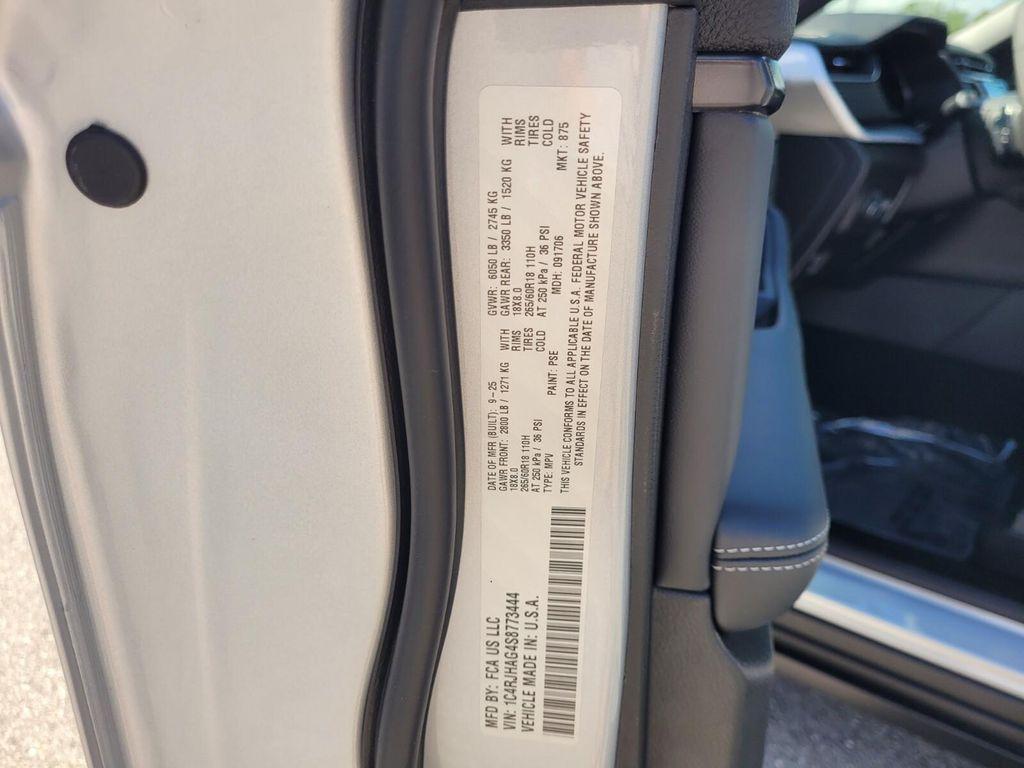 MFD BY: FCA US LLC
VIN: 1C4RJHAG4S8773444
VEHICLE MADE IN: U.S.A.
DATE OF MFR (BUILT): 9-25
GAWR FRONT: 2800 LB / 1271 KG WITH
18X8.0 RIMS
265/60R18 110H TIRES
AT 250 kPa / 36 PSI COLD
TYPE: MPV PAINT: PSE
GVWR: 6050 LB / 2745 KG
GAWR REAR: 3350 LB / 1520 KG WITH
18X8.0 RIMS
265/60R18 110H TIRES
AT 250 kPa / 36 PSI COLD
MDH: 091706 MKT: 875
THIS VEHICLE CONFORMS TO ALL APPLICABLE U.S.A. FEDERAL MOTOR VEHICLE SAFETY
STANDARDS IN EFFECT ON THE DATE OF MANUFACTURE SHOWN ABOVE.